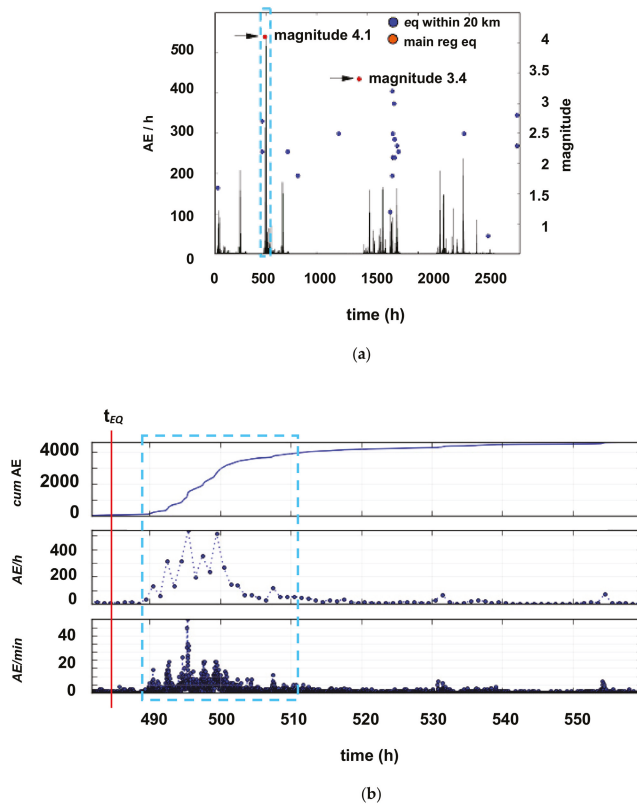 (a)
eq within 20 km
main reg eq
magnitude 4.1
magnitude 3.4
AE / h
500
400
300
200
100
0
magnitude
4
3.5
3
2.5
2
1.5
1
0 500 1000 1500 2000 2500
time (h)
(a)
tEQ
cum AE
4000
2000
0
AE/h
400
200
0
AE/min
40
20
0
490 500 510 520 530 540 550
time (h)
(b)